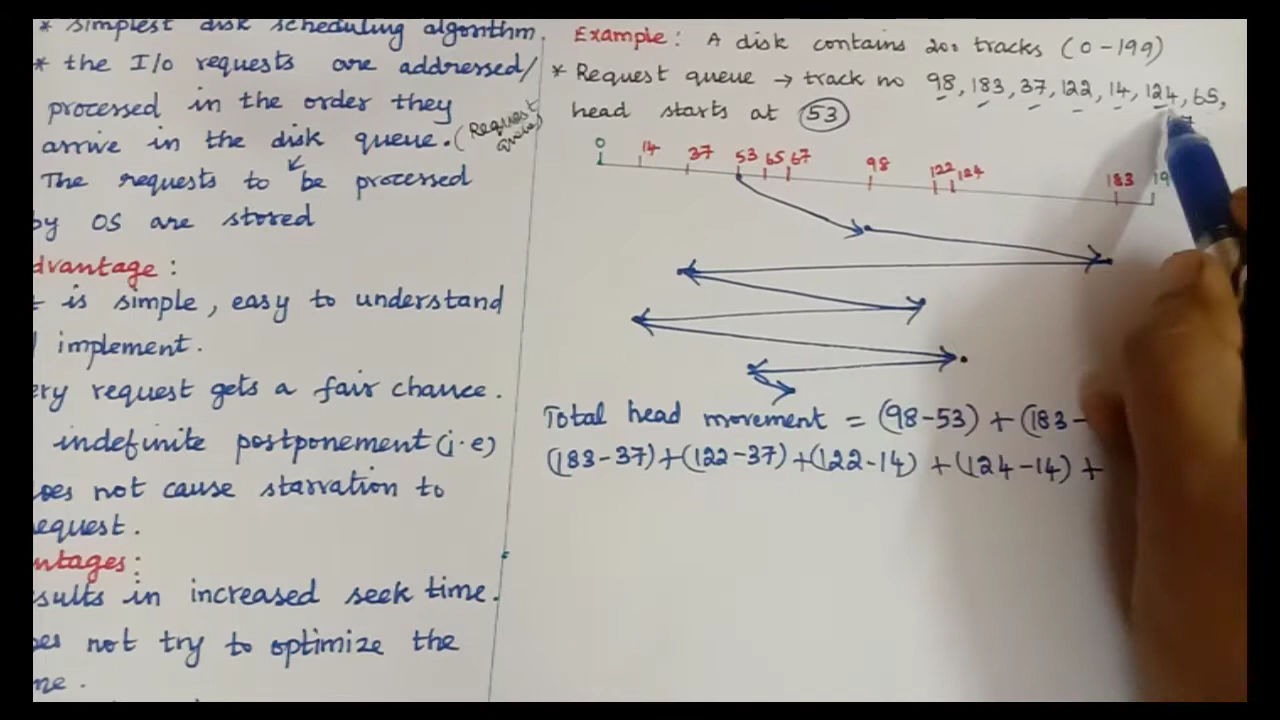 * simplest disk scheduling algorithm.
* the I/o requests are addressed/
processed in the order they
arrive in the disk queue. (Request queue)
The requests to be processed
by OS are stored
dvantage :
t is simple, easy to understand
implement.
ery request gets a fair chance.
indefinite postponement (i.e)
oes not cause starvation to
equest.
ntages :
sults in increased seek time.
oes not try to optimize the
me.
Example : A disk contains 200 tracks (0-199)
* Request queue → track no 98, 183, 37, 122, 14, 124, 65,
head starts at 53
0 14 37 53 65 67 98 122 124 183 19
Total head movement = (98-53) + (183-
(183-37)+(122-37)+(122-14) + (124-14) +